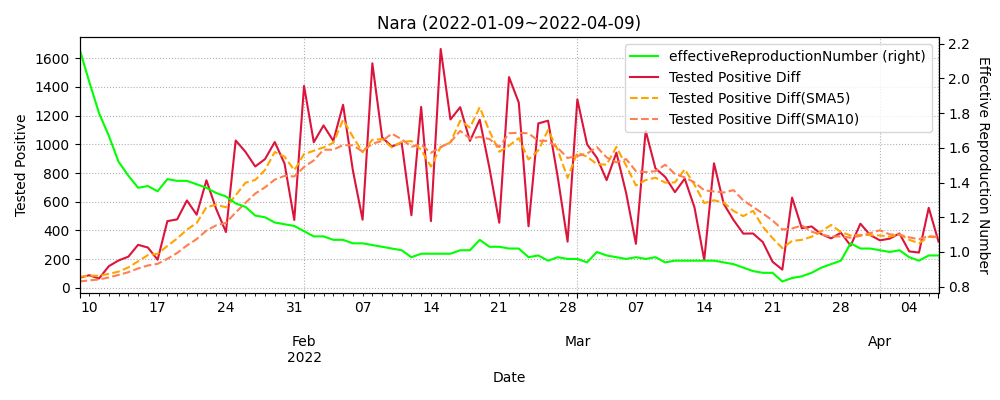 Nara (2022-01-09~2022-04-09)
effectiveReproductionNumber (right)
Tested Positive Diff
Tested Positive Diff(SMA5)
Tested Positive Diff(SMA10)
Tested Positive
1600
1400
1200
1000
800
600
400
200
0
2.2
2.0
1.8
1.6
1.4
1.2
1.0
0.8
Effective Reproduction Number
10 17 24 31 07 14 21 28 07 14 21 28 04
Feb Mar Apr
2022
Date